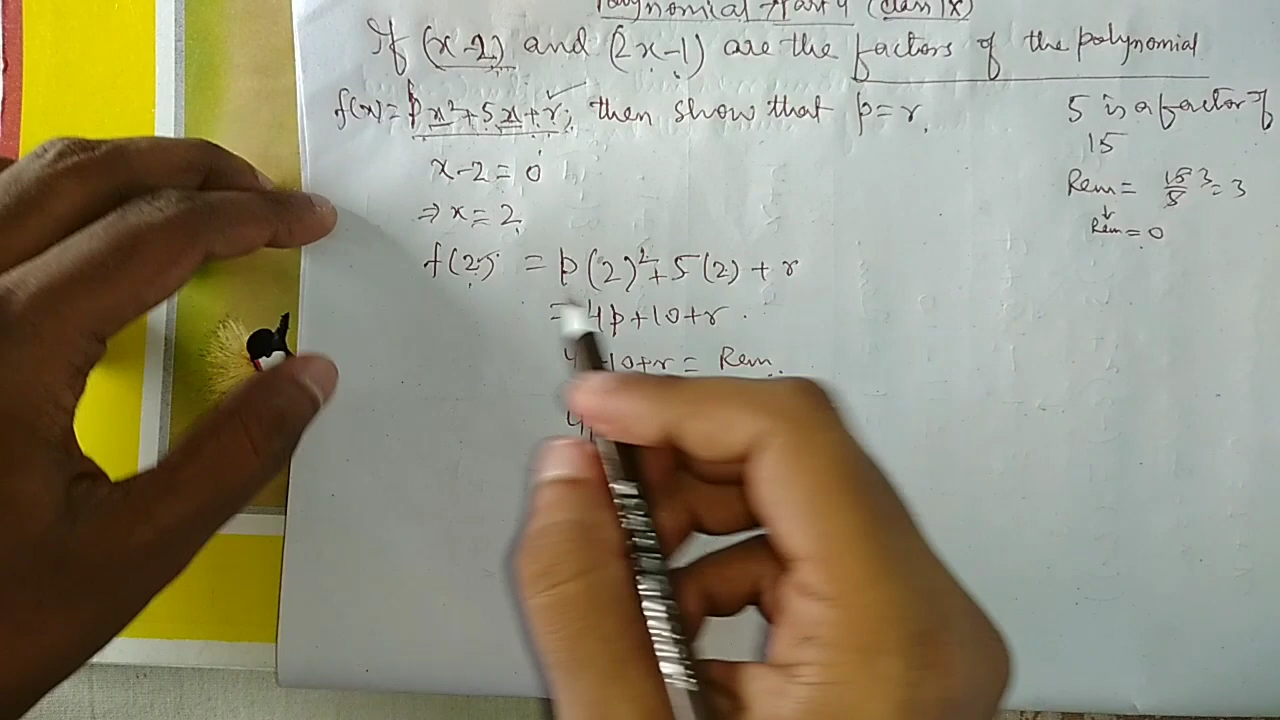 Polynomial → Part 4 (Class IX)
If (x-2) and (2x-1) are the factors of the polynomial
f(x) = px²+5x+r, then show that p=r.
x-2=0
⇒ x=2
f(2) = p(2)²+5(2)+r
= 4p+10+r.
10+r = Rem
5 is a factor of
15
Rem = 15/5 3 = 3
↓
Rem = 0